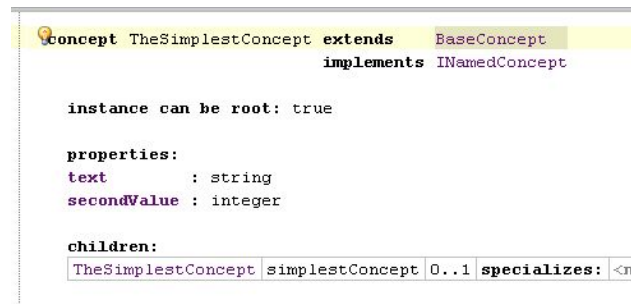 concept TheSimplestConcept extends BaseConcept
implements INamedConcept
instance can be root: true
properties:
text : string
secondValue : integer
children:
TheSimplestConcept simplestConcept 0..1 specializes: